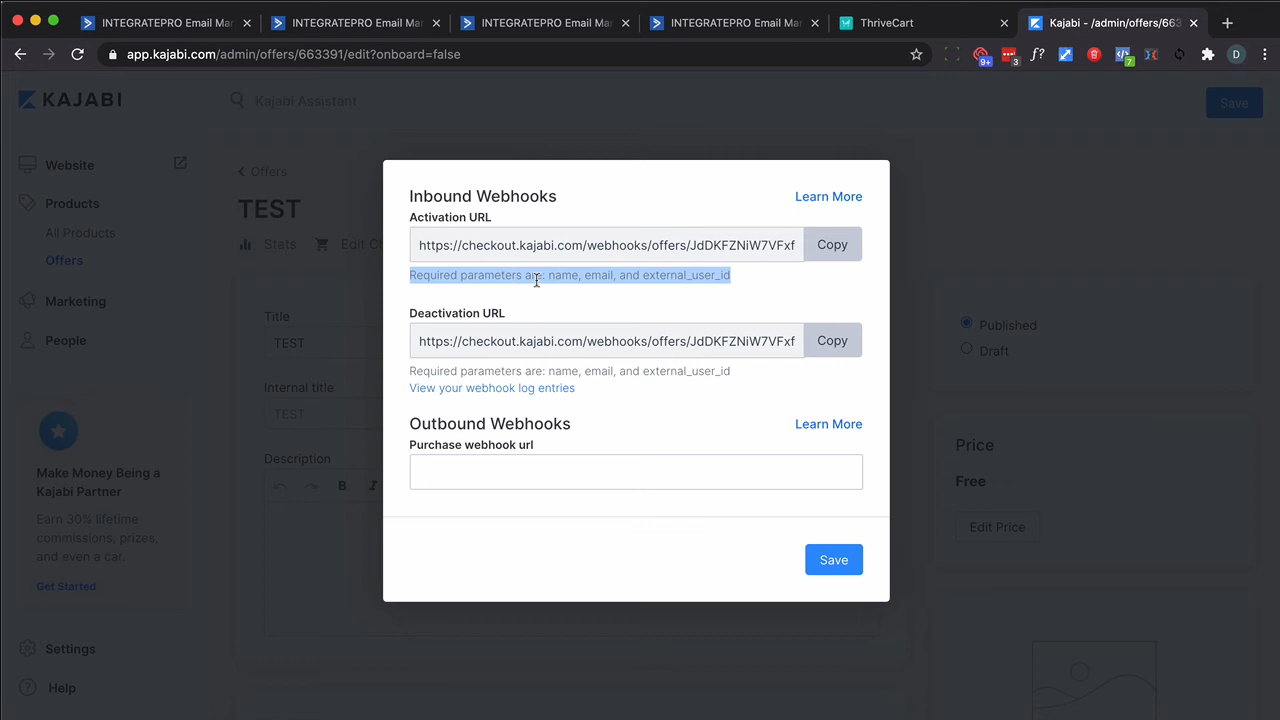 INTEGRATEPRO Email Mar
INTEGRATEPRO Email Mar
INTEGRATEPRO Email Mar
INTEGRATEPRO Email Mar
ThriveCart
Kajabi - /admin/offers/663
app.kajabi.com/admin/offers/663391/edit?onboard=false
9+
3
f?
7
D
KAJABI
Kajabi Assistant
Save
Website
Products
All Products
Offers
Marketing
People
Make Money Being a
Kajabi Partner
Earn 30% lifetime
commissions, prizes,
and even a car.
Get Started
Settings
Help
Offers
TEST
Stats
Edit Ch
Title
TEST
Internal title
TEST
Description
B
I
Inbound Webhooks
Learn More
Activation URL
https://checkout.kajabi.com/webhooks/offers/JdDKFZNiW7VFxf
Copy
Required parameters are: name, email, and external_user_id
Deactivation URL
https://checkout.kajabi.com/webhooks/offers/JdDKFZNiW7VFxf
Copy
Required parameters are: name, email, and external_user_id
View your webhook log entries
Outbound Webhooks
Learn More
Purchase webhook url
Save
Published
Draft
Price
Free
Edit Price